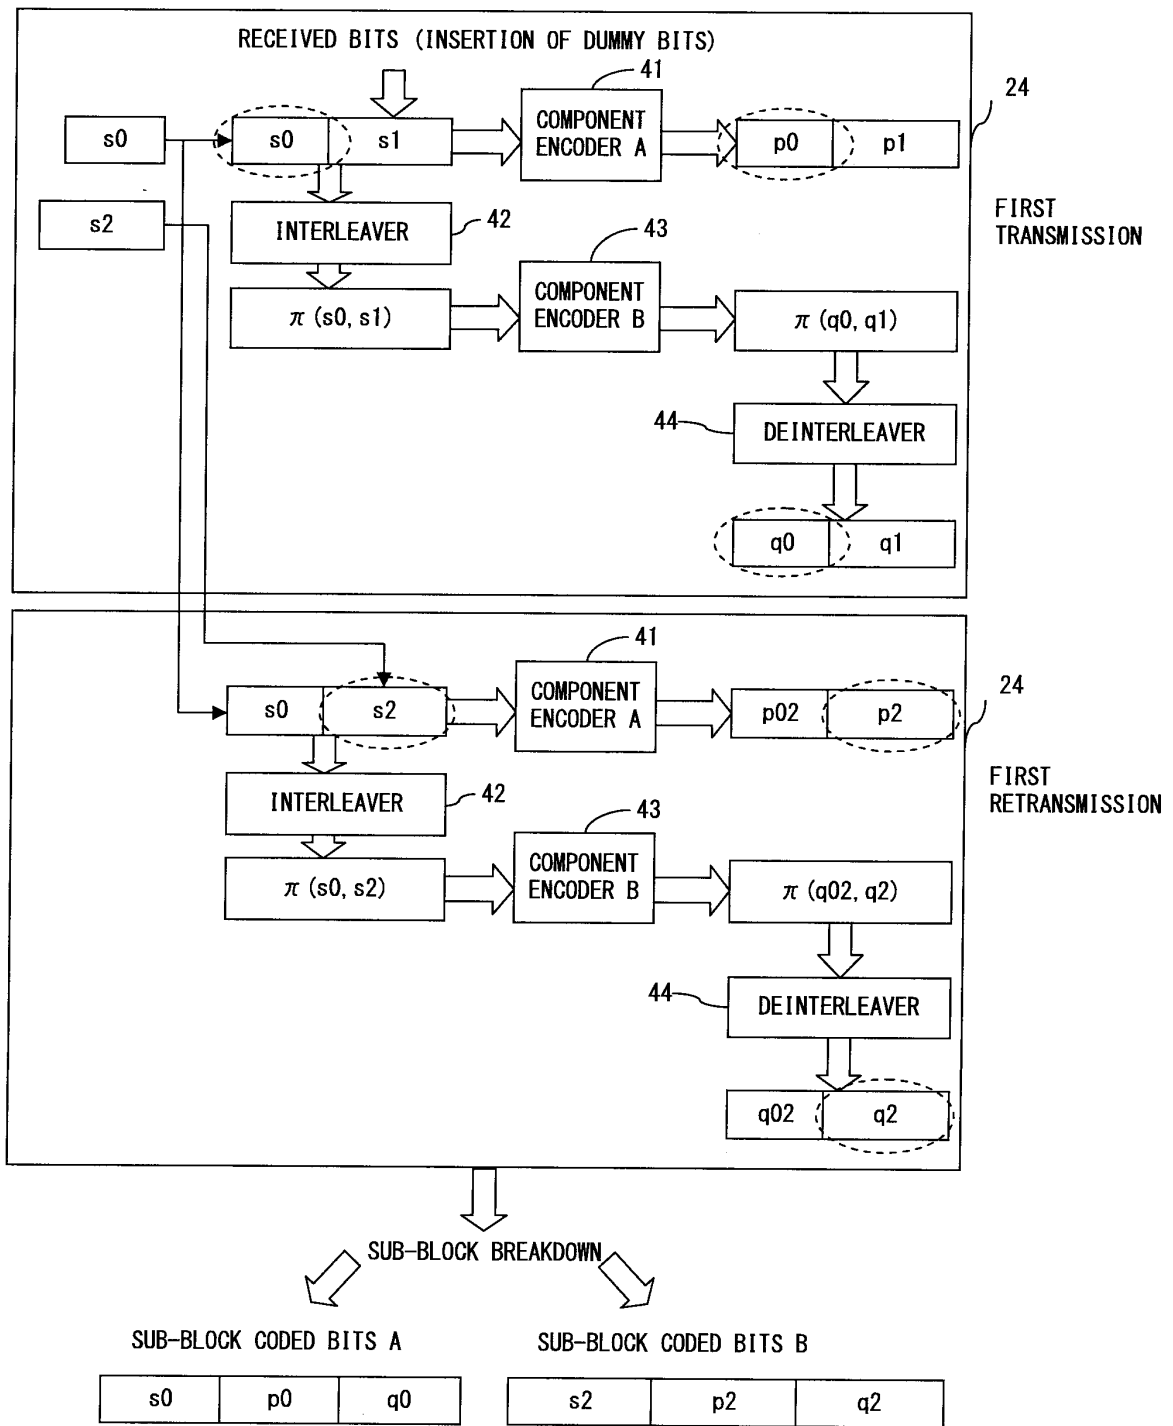 RECEIVED BITS (INSERTION OF DUMMY BITS)
41
24
s0
s0
s1
COMPONENT
ENCODER A
p0
p1
s2
INTERLEAVER
42
43
FIRST
TRANSMISSION
π (s0, s1)
COMPONENT
ENCODER B
π (q0, q1)
44
DEINTERLEAVER
q0
q1
41
24
s0
s2
COMPONENT
ENCODER A
p02
p2
INTERLEAVER
42
43
FIRST
RETRANSMISSION
π (s0, s2)
COMPONENT
ENCODER B
π (q02, q2)
44
DEINTERLEAVER
q02
q2
SUB-BLOCK BREAKDOWN
SUB-BLOCK CODED BITS A
SUB-BLOCK CODED BITS B
s0
p0
q0
s2
p2
q2